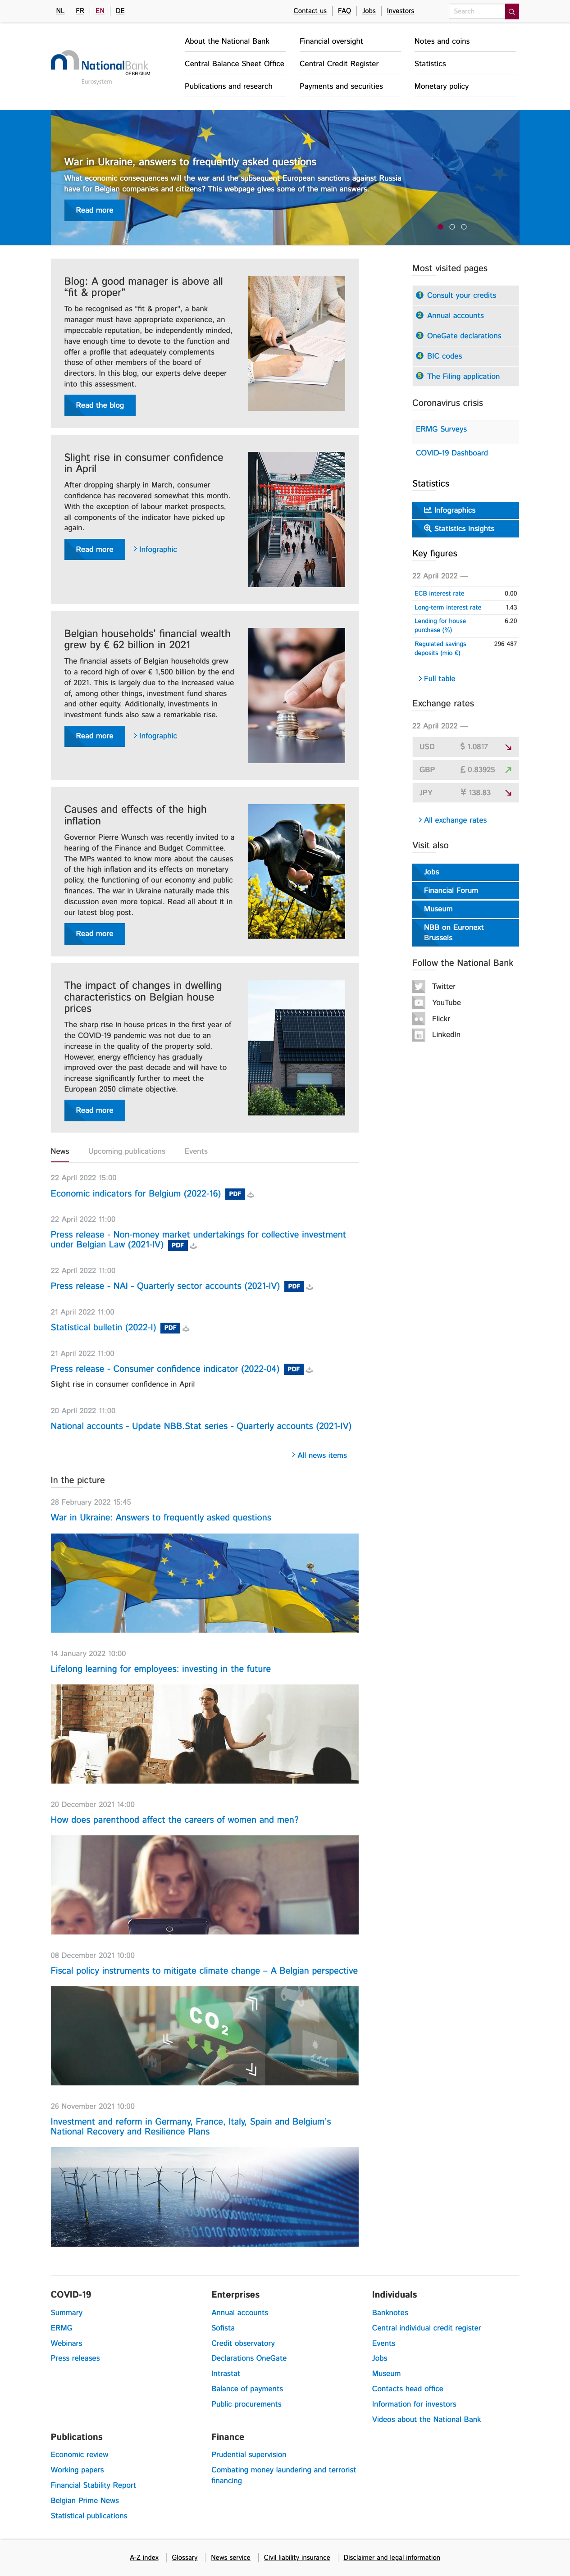 NL
FR
EN
DE
Contact us
FAQ
Jobs
Investors
Search
NationalBank
OF BELGIUM
Eurosystem
About the National Bank
Financial oversight
Notes and coins
Central Balance Sheet Office
Central Credit Register
Statistics
Publications and research
Payments and securities
Monetary policy
War in Ukraine, answers to frequently asked questions
What economic consequences will the war and the subsequent European sanctions against Russia
have for Belgian companies and citizens? This webpage gives some of the main answers.
Read more
Blog: A good manager is above all
"fit & proper"
To be recognised as "fit & proper", a bank
manager must have appropriate experience, an
impeccable reputation, be independently minded,
have enough time to devote to the function and
offer a profile that adequately complements
those of other members of the board of
directors. In this blog, our experts delve deeper
into this assessment.
Read the blog
Slight rise in consumer confidence
in April
After dropping sharply in March, consumer
confidence has recovered somewhat this month.
With the exception of labour market prospects,
all components of the indicator have picked up
again.
Read more
Infographic
Belgian households' financial wealth
grew by € 62 billion in 2021
The financial assets of Belgian households grew
to a record high of over € 1,500 billion by the end
of 2021. This is largely due to the increased value
of, among other things, investment fund shares
and other equity. Additionally, investments in
investment funds also saw a remarkable rise.
Read more
Infographic
Causes and effects of the high
inflation
Governor Pierre Wunsch was recently invited to a
hearing of the Finance and Budget Committee.
The MPs wanted to know more about the causes
of the high inflation and its effects on monetary
policy, the functioning of our economy and public
finances. The war in Ukraine naturally made this
discussion even more topical. Read all about it in
our latest blog post.
Read more
The impact of changes in dwelling
characteristics on Belgian house
prices
The sharp rise in house prices in the first year of
the COVID-19 pandemic was not due to an
increase in the quality of the property sold.
However, energy efficiency has gradually
improved over the past decade and will have to
increase significantly further to meet the
European 2050 climate objective.
Read more
Most visited pages
1 Consult your credits
2 Annual accounts
3 OneGate declarations
4 BIC codes
5 The Filing application
Coronavirus crisis
ERMG Surveys
COVID-19 Dashboard
Statistics
Infographics
Statistics Insights
Key figures
22 April 2022 —
ECB interest rate 0.00
Long-term interest rate 1.43
Lending for house 6.20
purchase (%)
Regulated savings 296 487
deposits (mio €)
Full table
Exchange rates
22 April 2022 —
USD $ 1.0817
GBP £ 0.83925
JPY ¥ 138.83
All exchange rates
Visit also
Jobs
Financial Forum
Museum
NBB on Euronext
Brussels
Follow the National Bank
Twitter
YouTube
Flickr
LinkedIn
News
Upcoming publications
Events
22 April 2022 15:00
Economic indicators for Belgium (2022-16) PDF
22 April 2022 11:00
Press release - Non-money market undertakings for collective investment
under Belgian Law (2021-IV) PDF
22 April 2022 11:00
Press release - NAI - Quarterly sector accounts (2021-IV) PDF
21 April 2022 11:00
Statistical bulletin (2022-I) PDF
21 April 2022 11:00
Press release - Consumer confidence indicator (2022-04) PDF
Slight rise in consumer confidence in April
20 April 2022 11:00
National accounts - Update NBB.Stat series - Quarterly accounts (2021-IV)
All news items
In the picture
28 February 2022 15:45
War in Ukraine: Answers to frequently asked questions
14 January 2022 10:00
Lifelong learning for employees: investing in the future
20 December 2021 14:00
How does parenthood affect the careers of women and men?
08 December 2021 10:00
Fiscal policy instruments to mitigate climate change – A Belgian perspective
CO2
26 November 2021 10:00
Investment and reform in Germany, France, Italy, Spain and Belgium's
National Recovery and Resilience Plans
COVID-19
Summary
ERMG
Webinars
Press releases
Enterprises
Annual accounts
Sofista
Credit observatory
Declarations OneGate
Intrastat
Balance of payments
Public procurements
Individuals
Banknotes
Central individual credit register
Events
Jobs
Museum
Contacts head office
Information for investors
Videos about the National Bank
Publications
Economic review
Working papers
Financial Stability Report
Belgian Prime News
Statistical publications
Finance
Prudential supervision
Combating money laundering and terrorist
financing
A-Z index
Glossary
News service
Civil liability insurance
Disclaimer and legal information